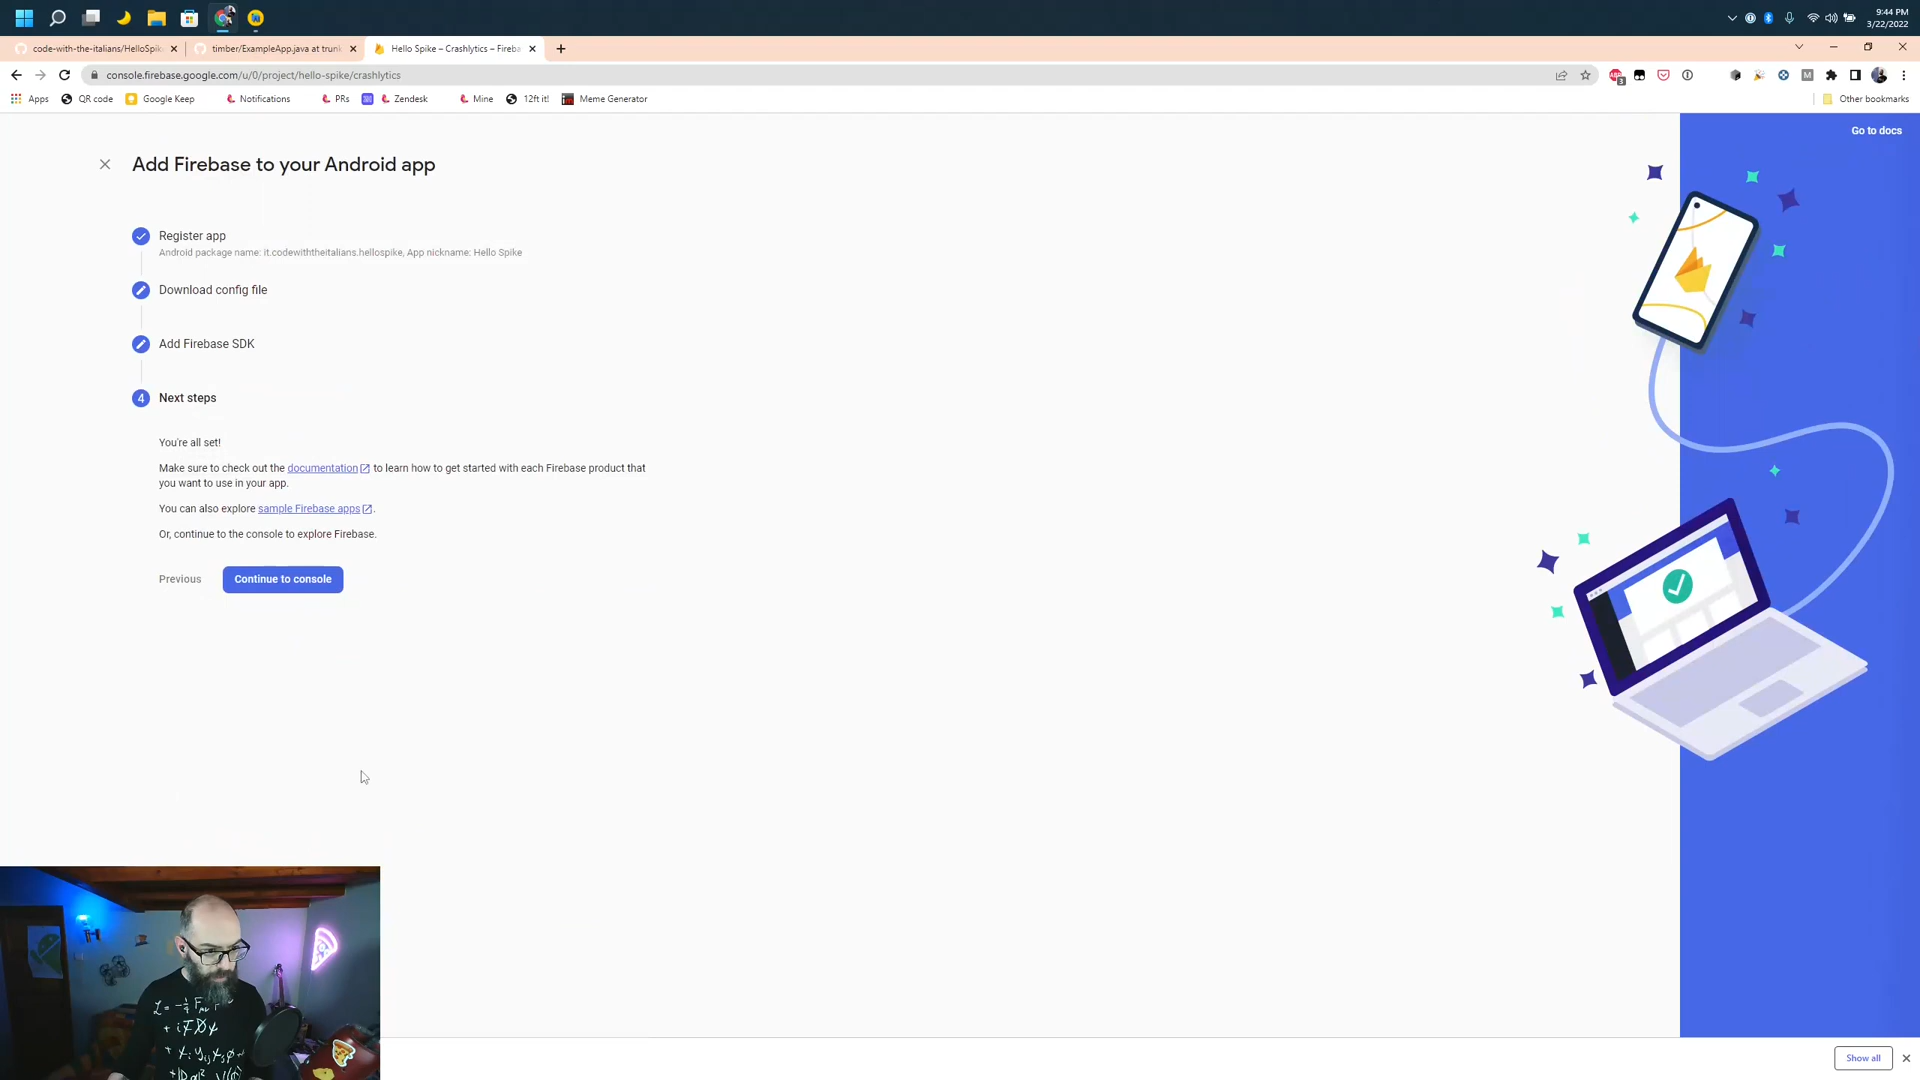 9:44 PM
3/22/2022
code-with-the-italians/HelloSpik
timber/ExampleApp.java at trunk
Hello Spike – Crashlytics – Fireba
console.firebase.google.com/u/0/project/hello-spike/crashlytics
Apps
QR code
Google Keep
Notifications
PRs
Zendesk
Mine
12ft it!
Meme Generator
Other bookmarks
Go to docs
Add Firebase to your Android app
Register app
Android package name: it.codewiththeitalians.hellospike, App nickname: Hello Spike
Download config file
Add Firebase SDK
4 Next steps
You're all set!
Make sure to check out the documentation to learn how to get started with each Firebase product that
you want to use in your app.
You can also explore sample Firebase apps.
Or, continue to the console to explore Firebase.
Previous
Continue to console
Show all